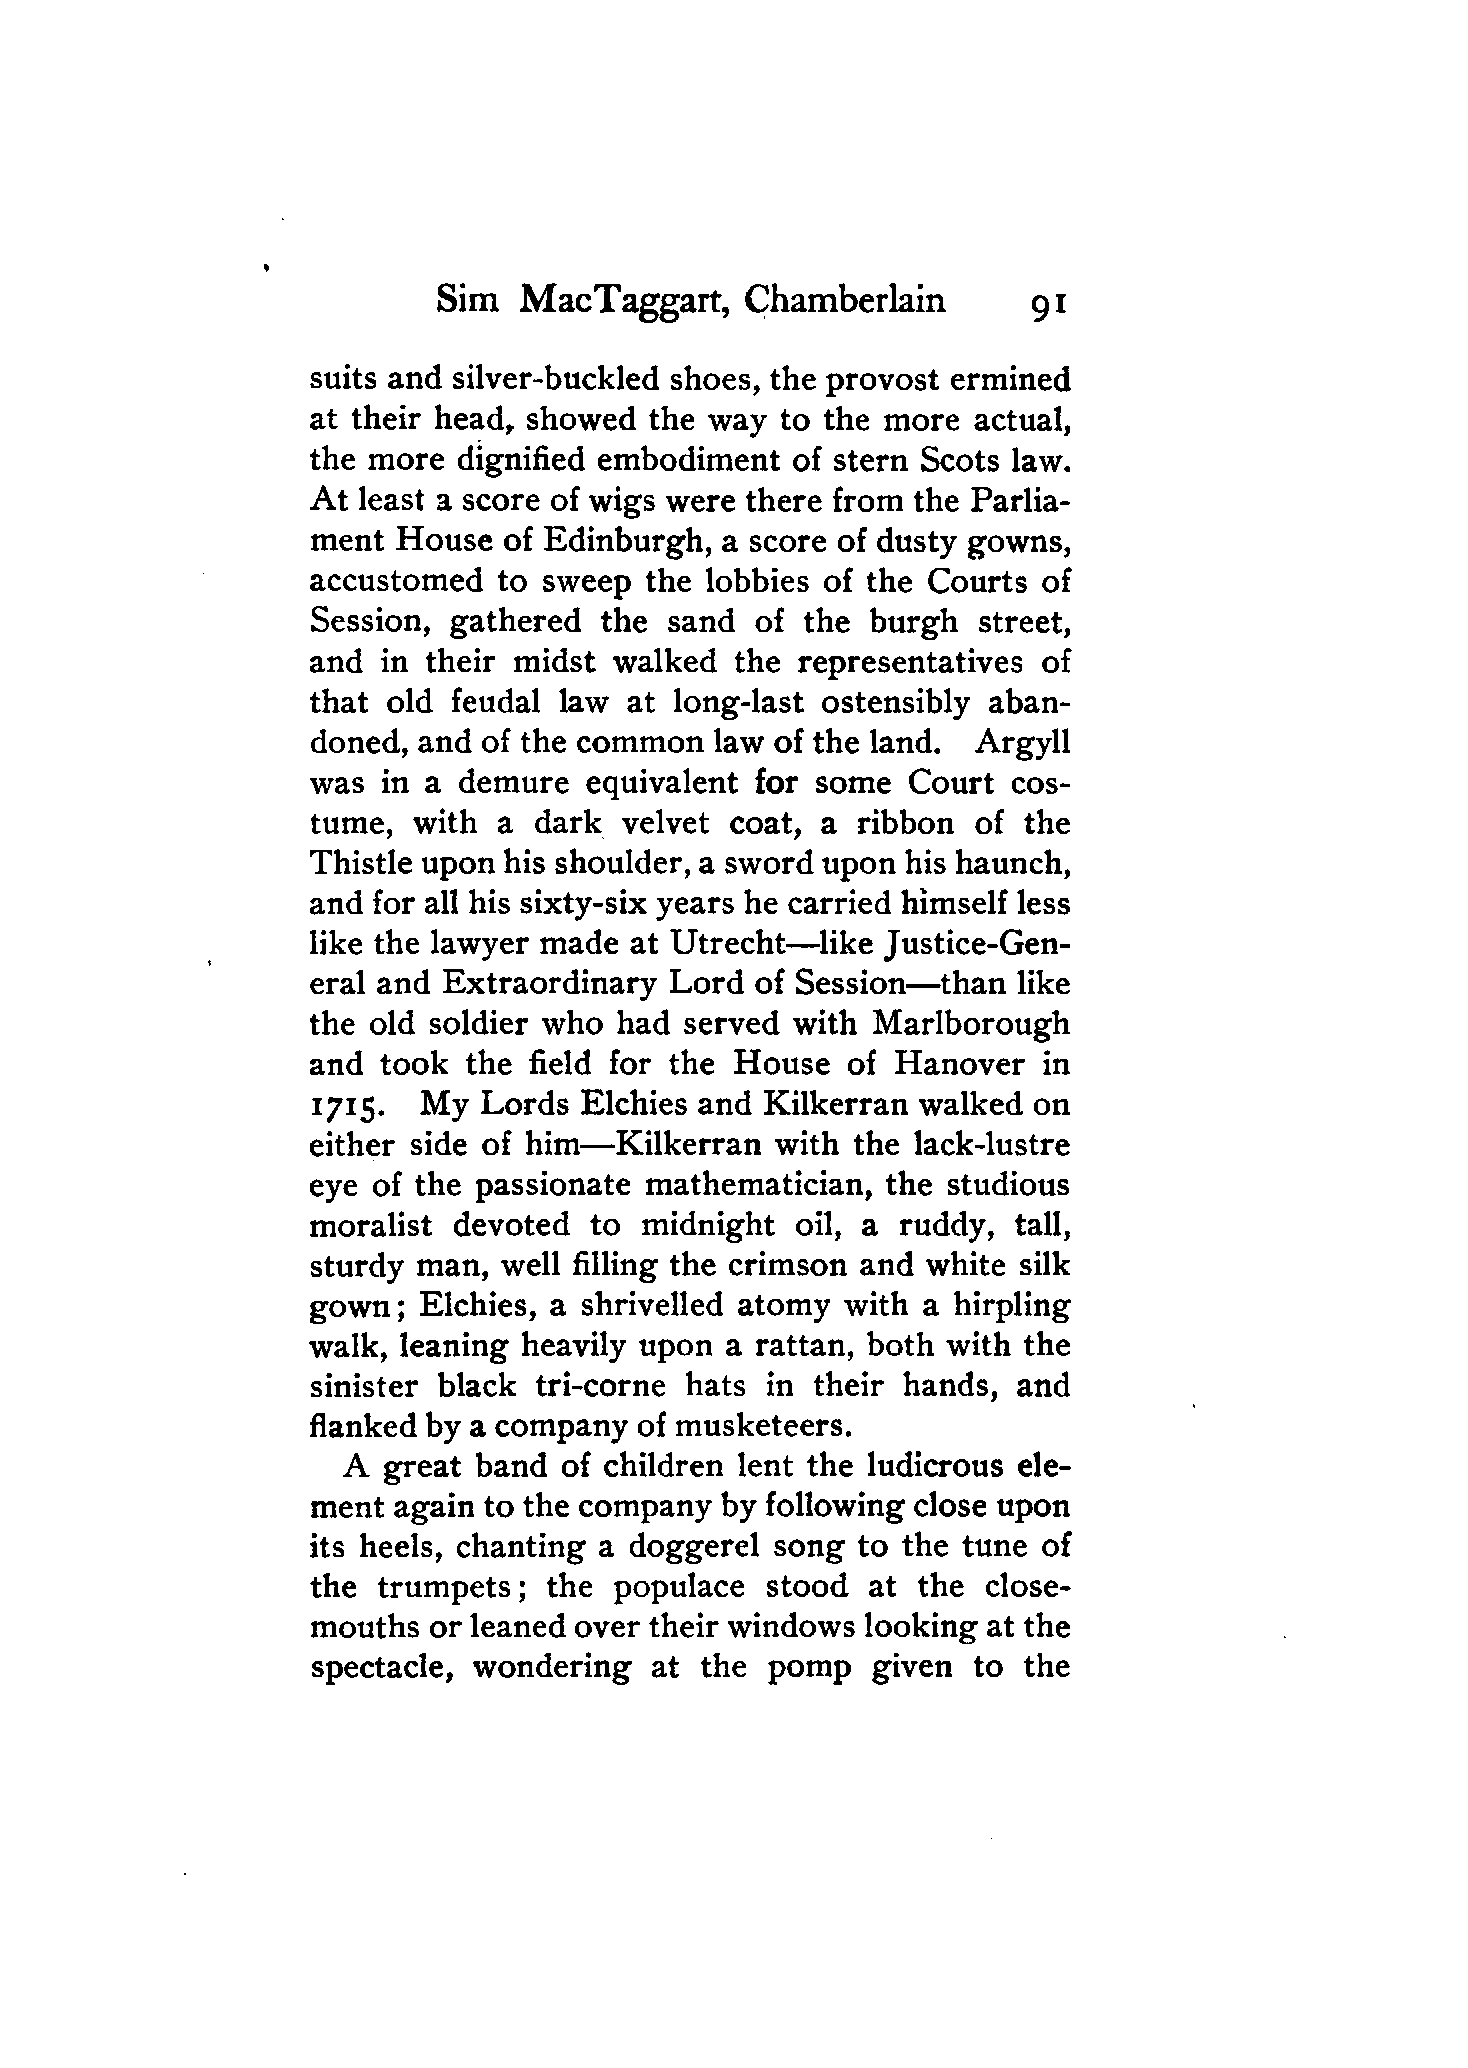 Sim MacTaggart, Chamberlain 91
suits and silver-buckled shoes, the provost ermined
at their head, showed the way to the more actual,
the more dignified embodiment of stern Scots law.
At least a score of wigs were there from the Parlia-
ment House of Edinburgh, a score of dusty gowns,
accustomed to sweep the lobbies of the Courts of
Session, gathered the sand of the burgh street,
and in their midst walked the representatives of
that old feudal law at long-last ostensibly aban-
doned, and of the common law of the land. Argyll
was in a demure equivalent for some Court cos-
tume, with a dark velvet coat, a ribbon of the
Thistle upon his shoulder, a sword upon his haunch,
and for all his sixty-six years he carried himself less
like the lawyer made at Utrecht—like Justice-Gen-
eral and Extraordinary Lord of Session—than like
the old soldier who had served with Marlborough
and took the field for the House of Hanover in
1715. My Lords Elchies and Kilkerran walked on
either side of him—Kilkerran with the lack-lustre
eye of the passionate mathematician, the studious
moralist devoted to midnight oil, a ruddy, tall,
sturdy man, well filling the crimson and white silk
gown; Elchies, a shrivelled atomy with a hirpling
walk, leaning heavily upon a rattan, both with the
sinister black tri-corne hats in their hands, and
flanked by a company of musketeers.
A great band of children lent the ludicrous ele-
ment again to the company by following close upon
its heels, chanting a doggerel song to the tune of
the trumpets; the populace stood at the close-
mouths or leaned over their windows looking at the
spectacle, wondering at the pomp given to the